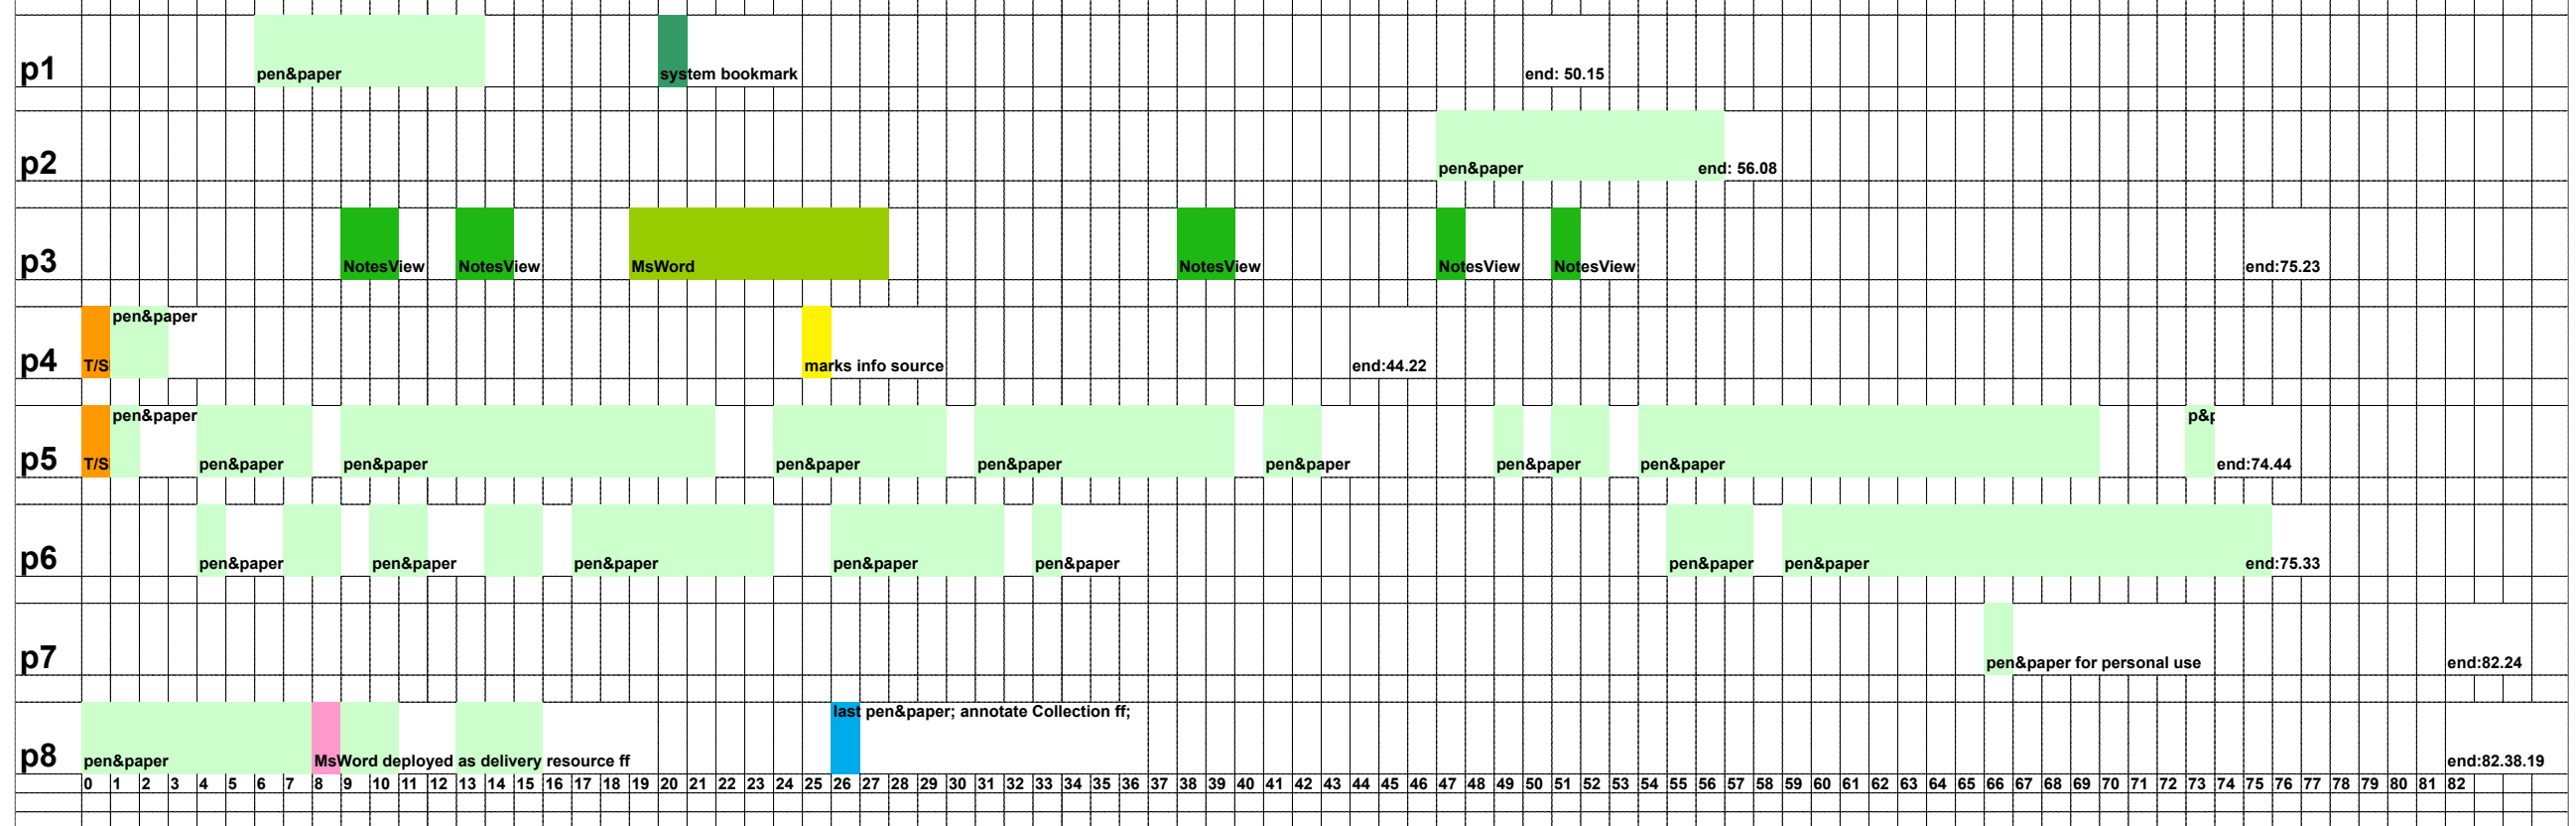 p1 pen&paper system bookmark end: 50.15
p2 pen&paper end: 56.08
p3 NotesView NotesView MsWord NotesView NotesView NotesView end:75.23
pen&paper
p4 T/S marks info source end:44.22
pen&paper p&p
p5 T/S pen&paper pen&paper pen&paper pen&paper pen&paper pen&paper pen&paper end:74.44
p6 pen&paper pen&paper pen&paper pen&paper pen&paper pen&paper pen&paper end:75.33
p7 pen&paper for personal use end:82.24
last pen&paper; annotate Collection ff;
p8 pen&paper MsWord deployed as delivery resource ff end:82.38.19
0 1 2 3 4 5 6 7 8 9 10 11 12 13 14 15 16 17 18 19 20 21 22 23 24 25 26 27 28 29 30 31 32 33 34 35 36 37 38 39 40 41 42 43 44 45 46 47 48 49 50 51 52 53 54 55 56 57 58 59 60 61 62 63 64 65 66 67 68 69 70 71 72 73 74 75 76 77 78 79 80 81 82